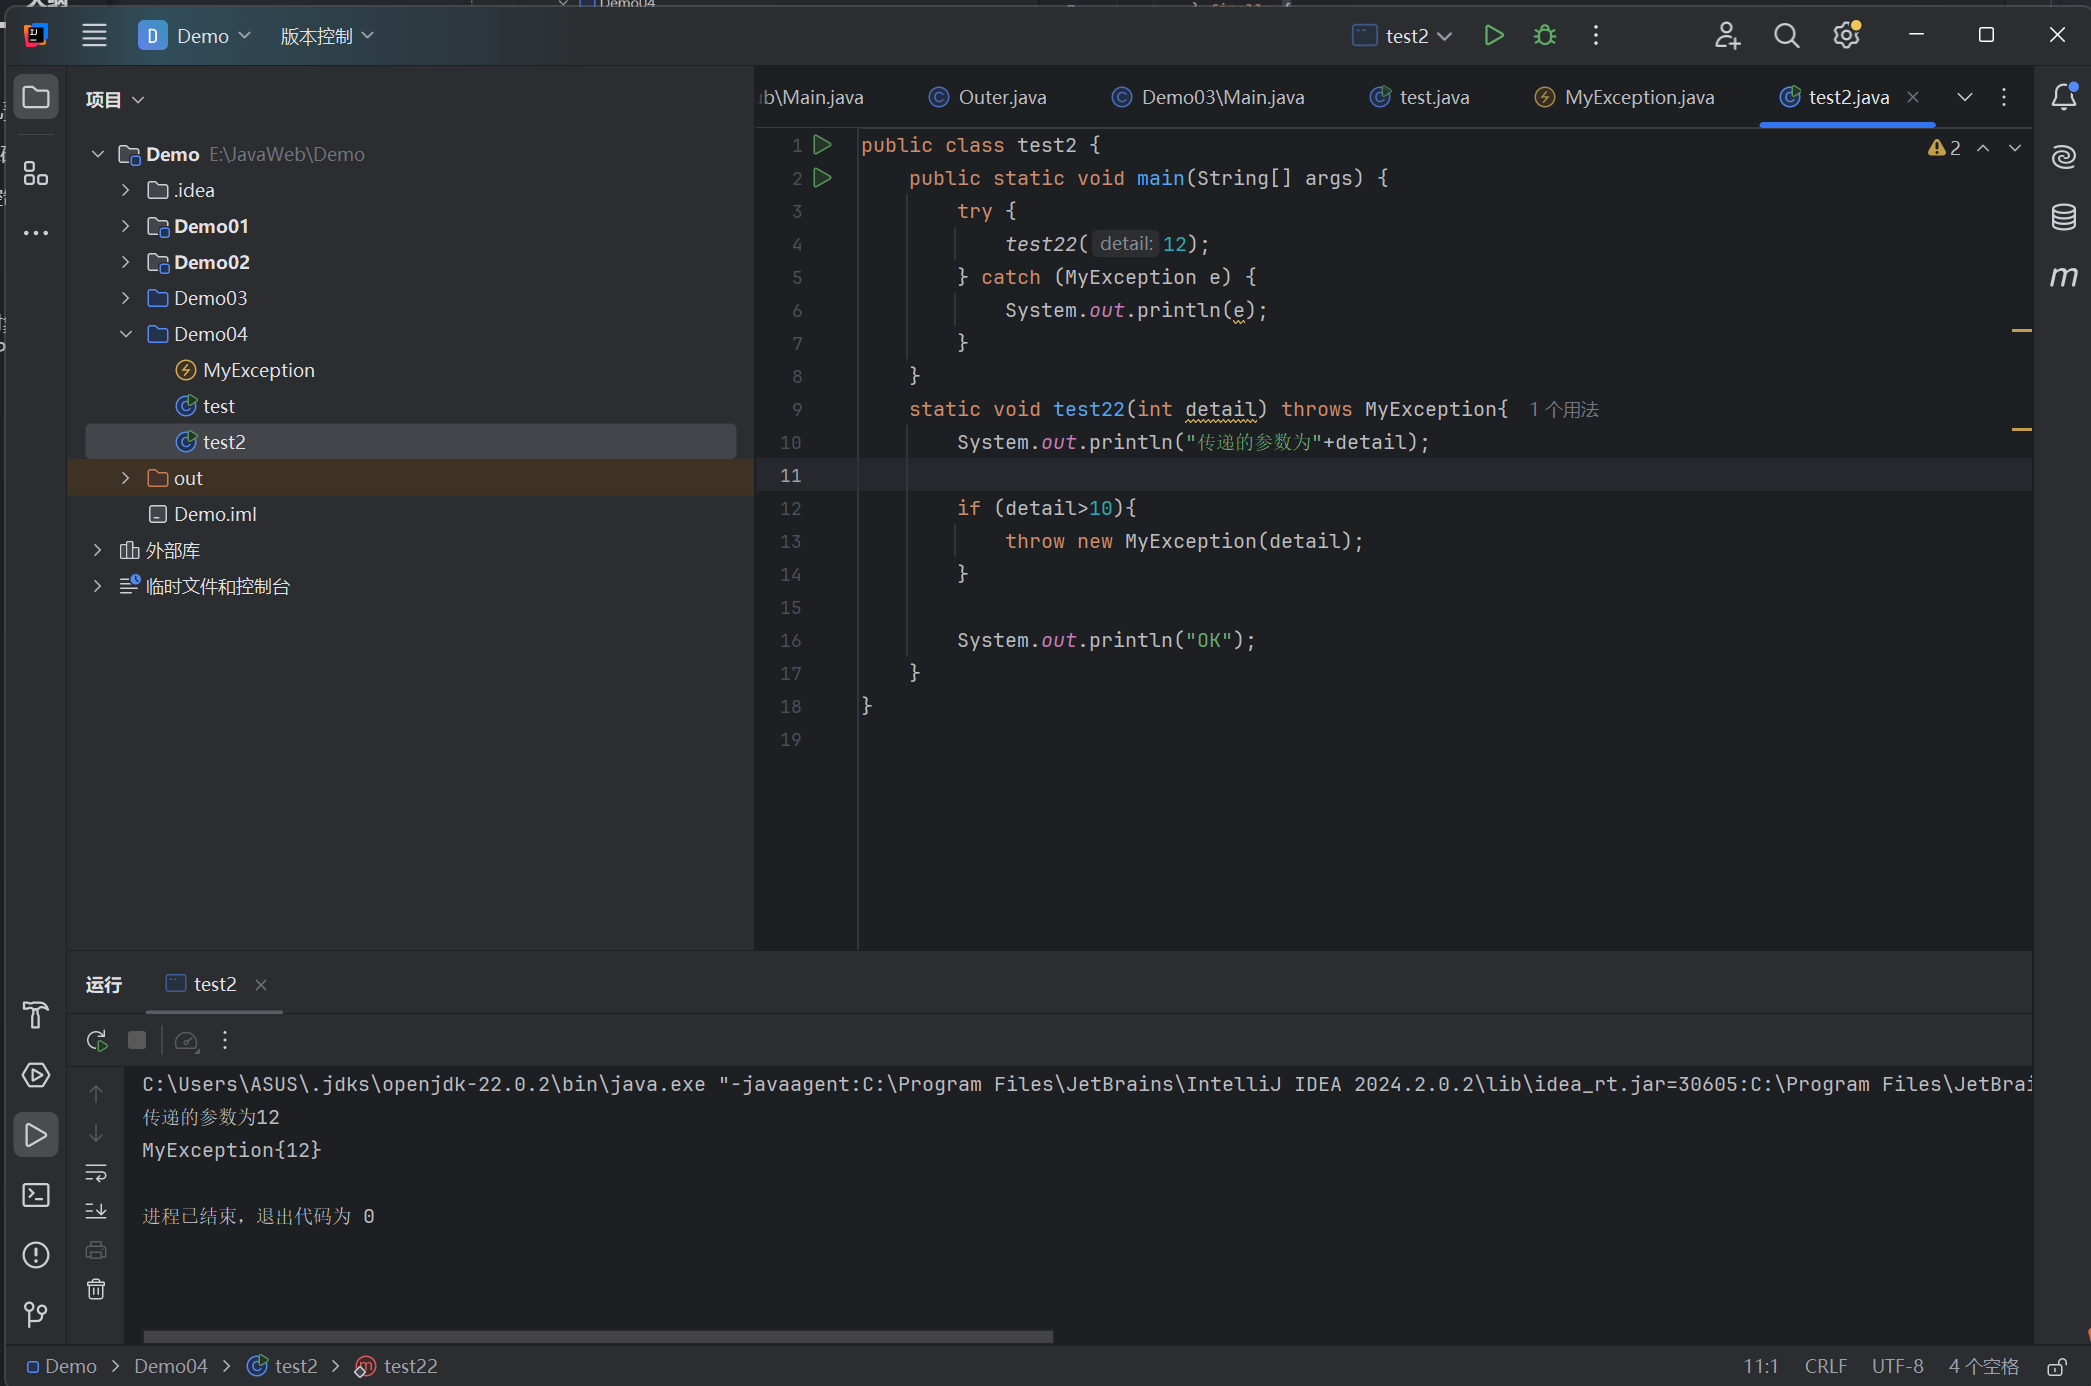 Demo04
D Demo 版本控制 test2
项目
Demo E:\JavaWeb\Demo
.idea
Demo01
Demo02
Demo03
Demo04
MyException
test
test2
out
Demo.iml
外部库
临时文件和控制台
b\Main.java Outer.java Demo03\Main.java test.java MyException.java test2.java
2
1 public class test2 {
2 public static void main(String[] args) {
3 try {
4 test22( detail: 12);
5 } catch (MyException e) {
6 System.out.println(e);
7 }
8 }
9 static void test22(int detail) throws MyException{ 1 个用法
10 System.out.println("传递的参数为"+detail);
11
12 if (detail>10){
13 throw new MyException(detail);
14 }
15
16 System.out.println("OK");
17 }
18 }
19
运行 test2
C:\Users\ASUS\.jdks\openjdk-22.0.2\bin\java.exe "-javaagent:C:\Program Files\JetBrains\IntelliJ IDEA 2024.2.0.2\lib\idea_rt.jar=30605:C:\Program Files\JetBrai
传递的参数为12
MyException{12}
进程已结束，退出代码为 0
Demo > Demo04 > test2 > test22
11:1 CRLF UTF-8 4 个空格